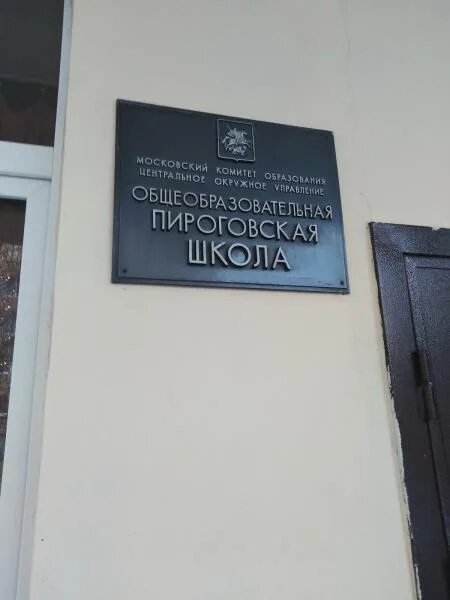 МОСКОВСКИЙ КОМИТЕТ ОБРАЗОВАНИЯ
ЦЕНТРАЛЬНОЕ ОКРУЖНОЕ УПРАВЛЕНИЕ
ОБЩЕОБРАЗОВАТЕЛЬНАЯ
ПИРОГОВСКАЯ
ШКОЛА